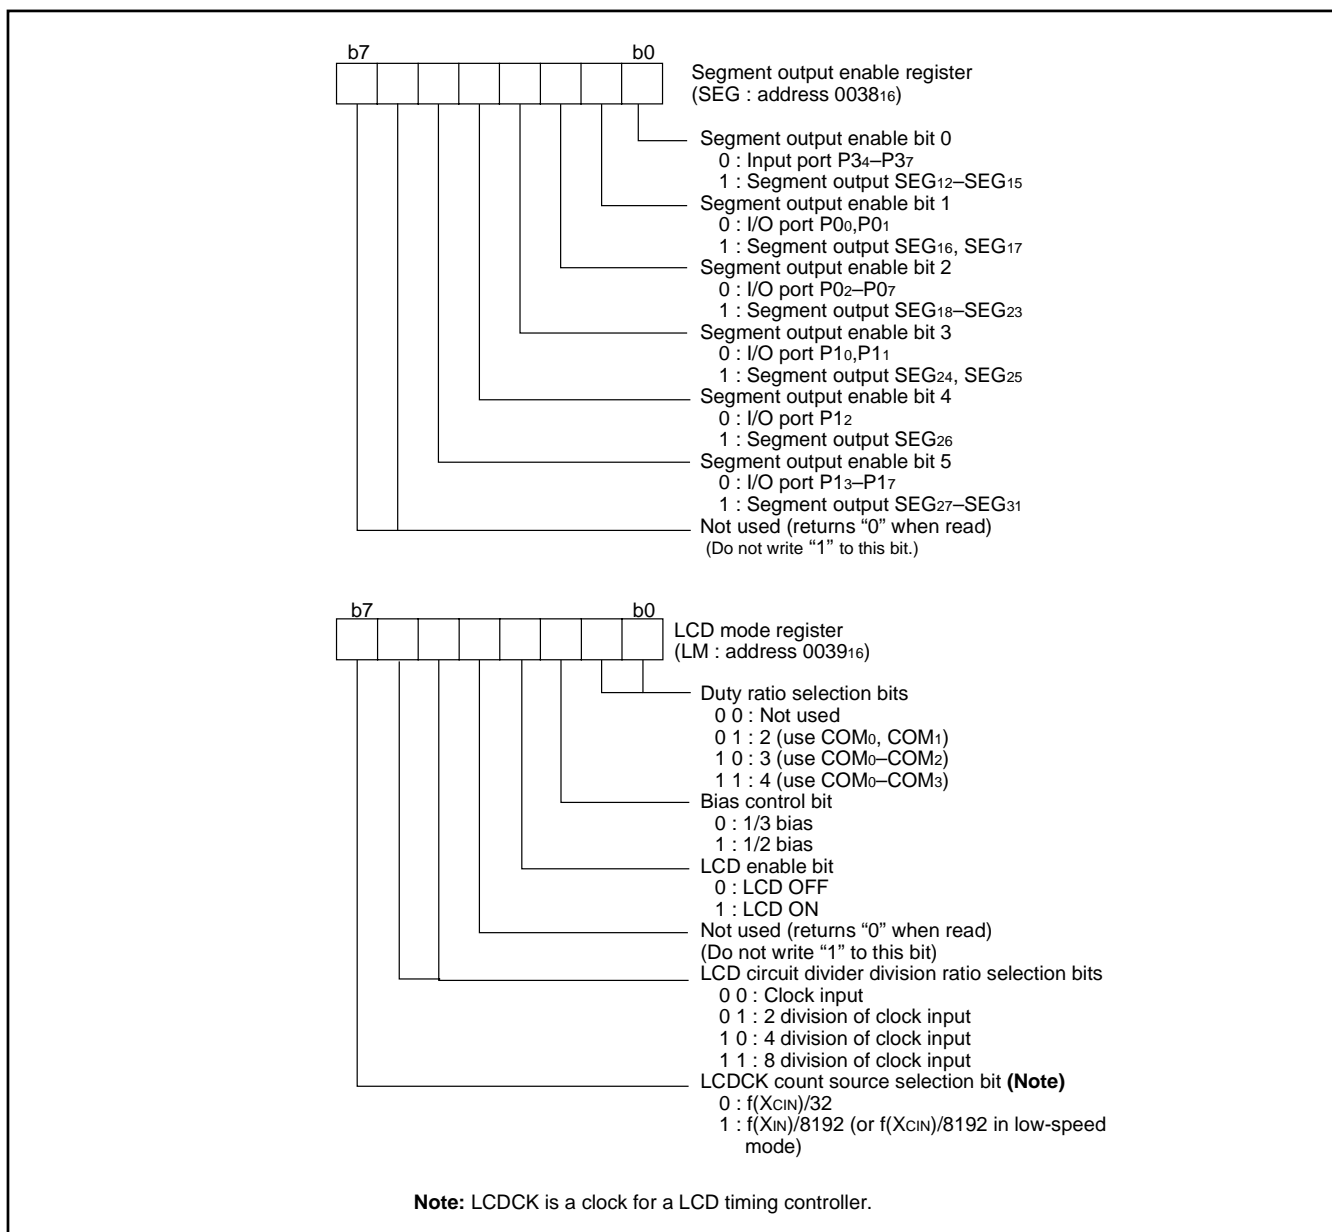 b7 b0
Segment output enable register
(SEG : address 003816)
Segment output enable bit 0
0 : Input port P34–P37
1 : Segment output SEG12–SEG15
Segment output enable bit 1
0 : I/O port P00,P01
1 : Segment output SEG16, SEG17
Segment output enable bit 2
0 : I/O port P02–P07
1 : Segment output SEG18–SEG23
Segment output enable bit 3
0 : I/O port P10,P11
1 : Segment output SEG24, SEG25
Segment output enable bit 4
0 : I/O port P12
1 : Segment output SEG26
Segment output enable bit 5
0 : I/O port P13–P17
1 : Segment output SEG27–SEG31
Not used (returns “0” when read)
(Do not write “1” to this bit.)
b7 b0
LCD mode register
(LM : address 003916)
Duty ratio selection bits
0 0 : Not used
0 1 : 2 (use COM0, COM1)
1 0 : 3 (use COM0–COM2)
1 1 : 4 (use COM0–COM3)
Bias control bit
0 : 1/3 bias
1 : 1/2 bias
LCD enable bit
0 : LCD OFF
1 : LCD ON
Not used (returns “0” when read)
(Do not write “1” to this bit)
LCD circuit divider division ratio selection bits
0 0 : Clock input
0 1 : 2 division of clock input
1 0 : 4 division of clock input
1 1 : 8 division of clock input
LCDCK count source selection bit (Note)
0 : f(XCIN)/32
1 : f(XIN)/8192 (or f(XCIN)/8192 in low-speed
mode)
Note: LCDCK is a clock for a LCD timing controller.